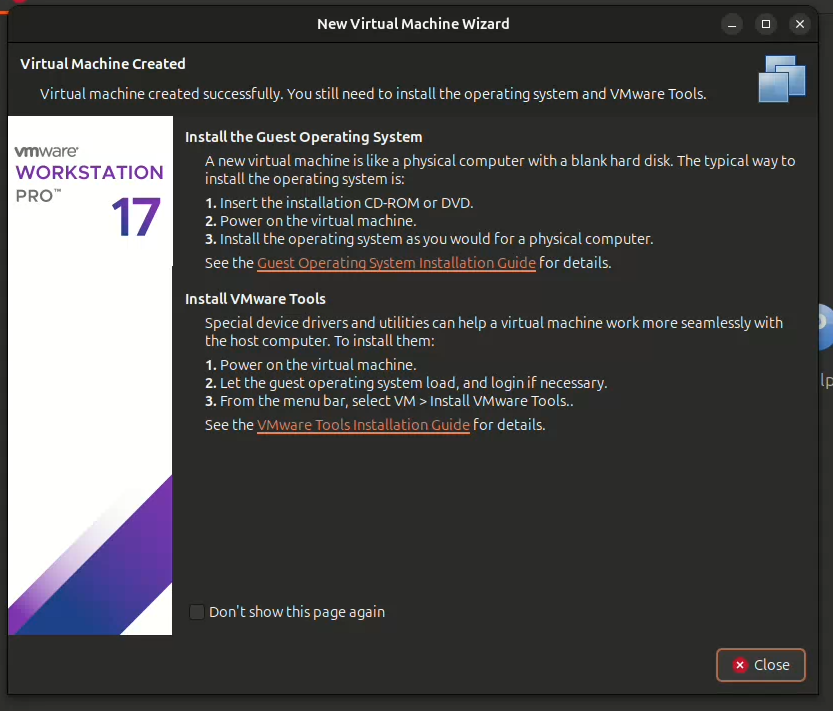 New Virtual Machine Wizard
Virtual Machine Created
Virtual machine created successfully. You still need to install the operating system and VMware Tools.
vmware®
WORKSTATION
PRO™
17
Install the Guest Operating System
A new virtual machine is like a physical computer with a blank hard disk. The typical way to
install the operating system is:
1. Insert the installation CD-ROM or DVD.
2. Power on the virtual machine.
3. Install the operating system as you would for a physical computer.
See the Guest Operating System Installation Guide for details.
Install VMware Tools
Special device drivers and utilities can help a virtual machine work more seamlessly with
the host computer. To install them:
1. Power on the virtual machine.
2. Let the guest operating system load, and login if necessary.
3. From the menu bar, select VM > Install VMware Tools..
See the VMware Tools Installation Guide for details.
Don't show this page again
Close